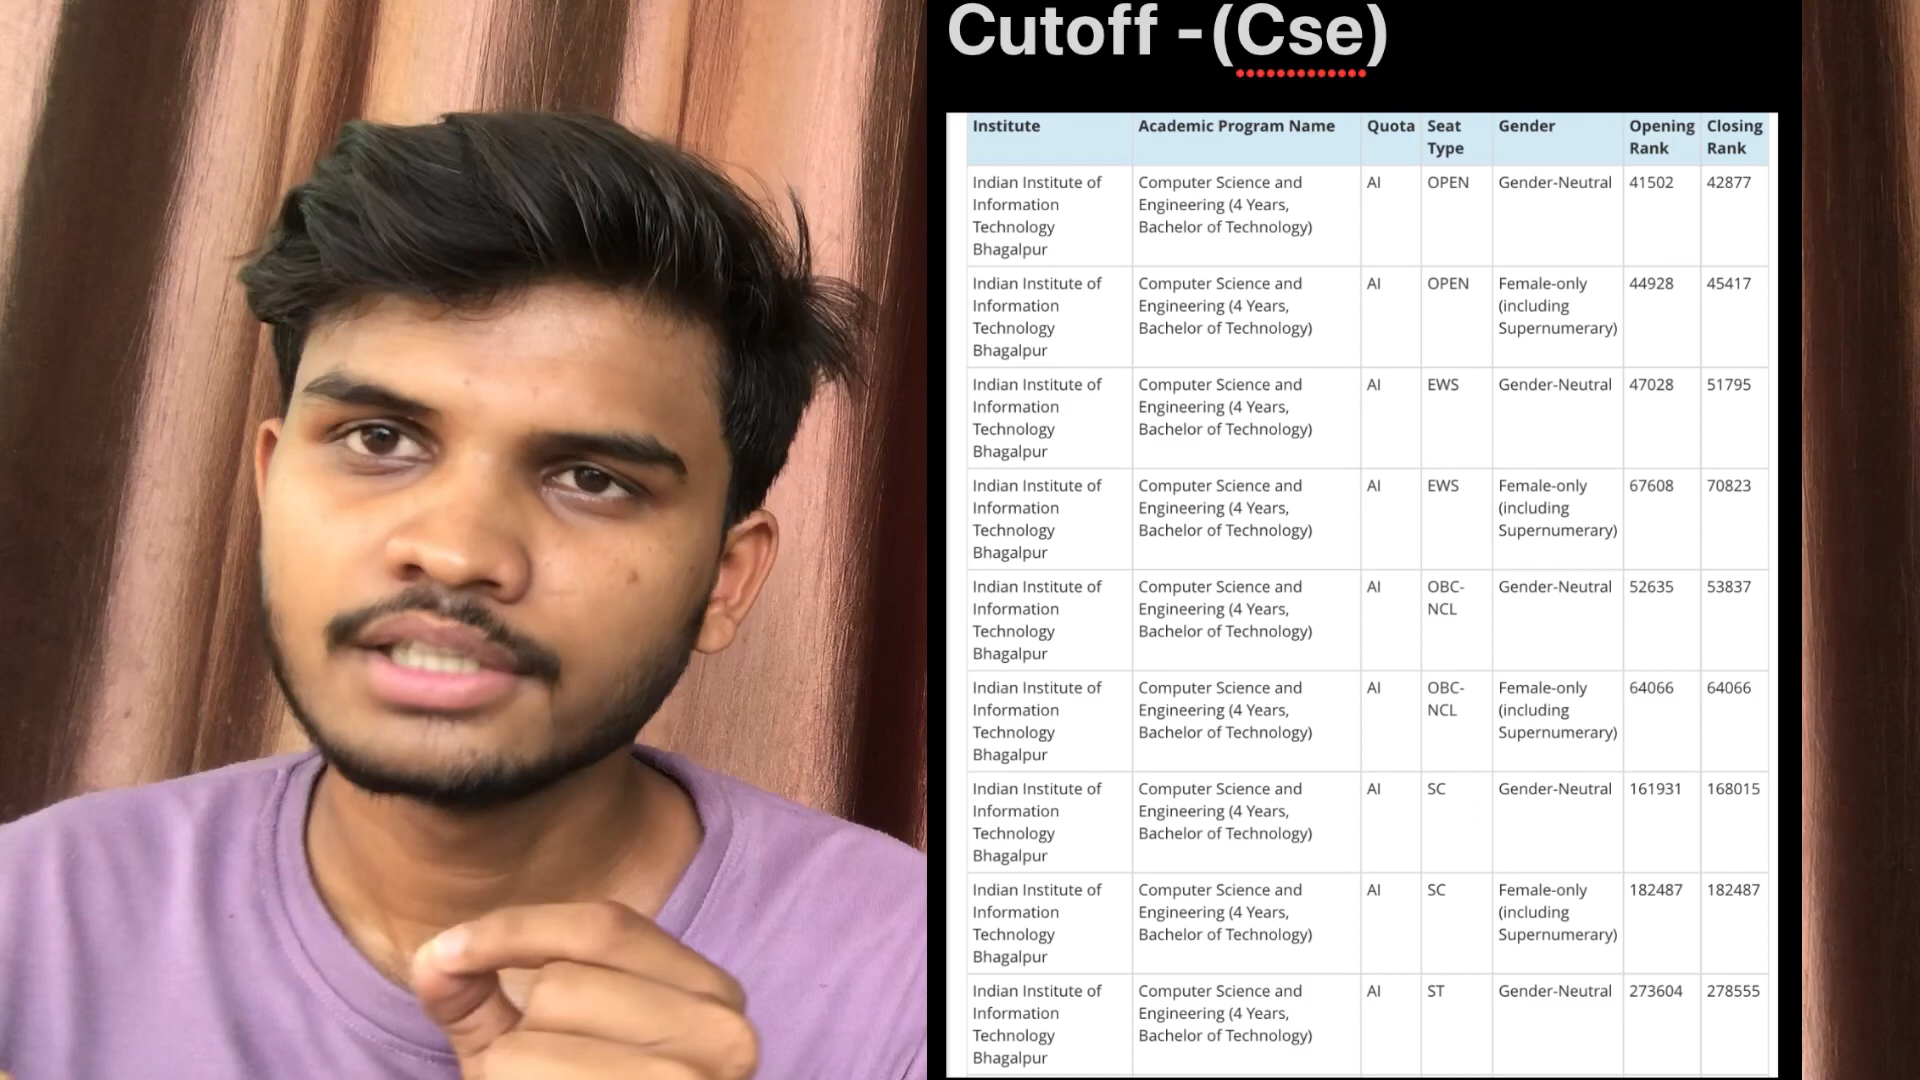 Cutoff -(Cse)
Institute Academic Program Name Quota Seat Type Gender Opening Rank Closing Rank
Indian Institute of Information Technology Bhagalpur Computer Science and Engineering (4 Years, Bachelor of Technology) AI OPEN Gender-Neutral 41502 42877
Indian Institute of Information Technology Bhagalpur Computer Science and Engineering (4 Years, Bachelor of Technology) AI OPEN Female-only (including Supernumerary) 44928 45417
Indian Institute of Information Technology Bhagalpur Computer Science and Engineering (4 Years, Bachelor of Technology) AI EWS Gender-Neutral 47028 51795
Indian Institute of Information Technology Bhagalpur Computer Science and Engineering (4 Years, Bachelor of Technology) AI EWS Female-only (including Supernumerary) 67608 70823
Indian Institute of Information Technology Bhagalpur Computer Science and Engineering (4 Years, Bachelor of Technology) AI OBC-NCL Gender-Neutral 52635 53837
Indian Institute of Information Technology Bhagalpur Computer Science and Engineering (4 Years, Bachelor of Technology) AI OBC-NCL Female-only (including Supernumerary) 64066 64066
Indian Institute of Information Technology Bhagalpur Computer Science and Engineering (4 Years, Bachelor of Technology) AI SC Gender-Neutral 161931 168015
Indian Institute of Information Technology Bhagalpur Computer Science and Engineering (4 Years, Bachelor of Technology) AI SC Female-only (including Supernumerary) 182487 182487
Indian Institute of Information Technology Bhagalpur Computer Science and Engineering (4 Years, Bachelor of Technology) AI ST Gender-Neutral 273604 278555